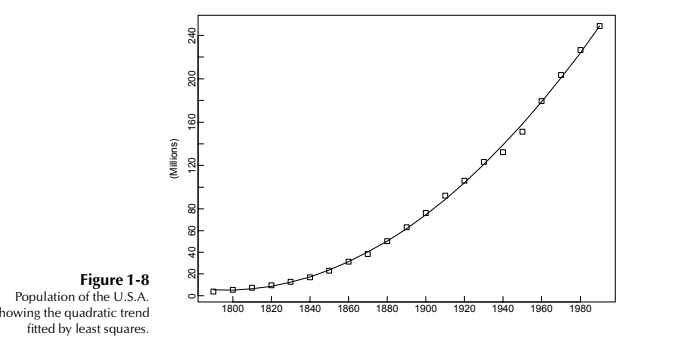 240
200
160
120
80
60
40
20
0
(Millions)
1800 1820 1840 1860 1880 1900 1920 1940 1960 1980
Figure 1-8
Population of the U.S.A.
howing the quadratic trend
fitted by least squares.